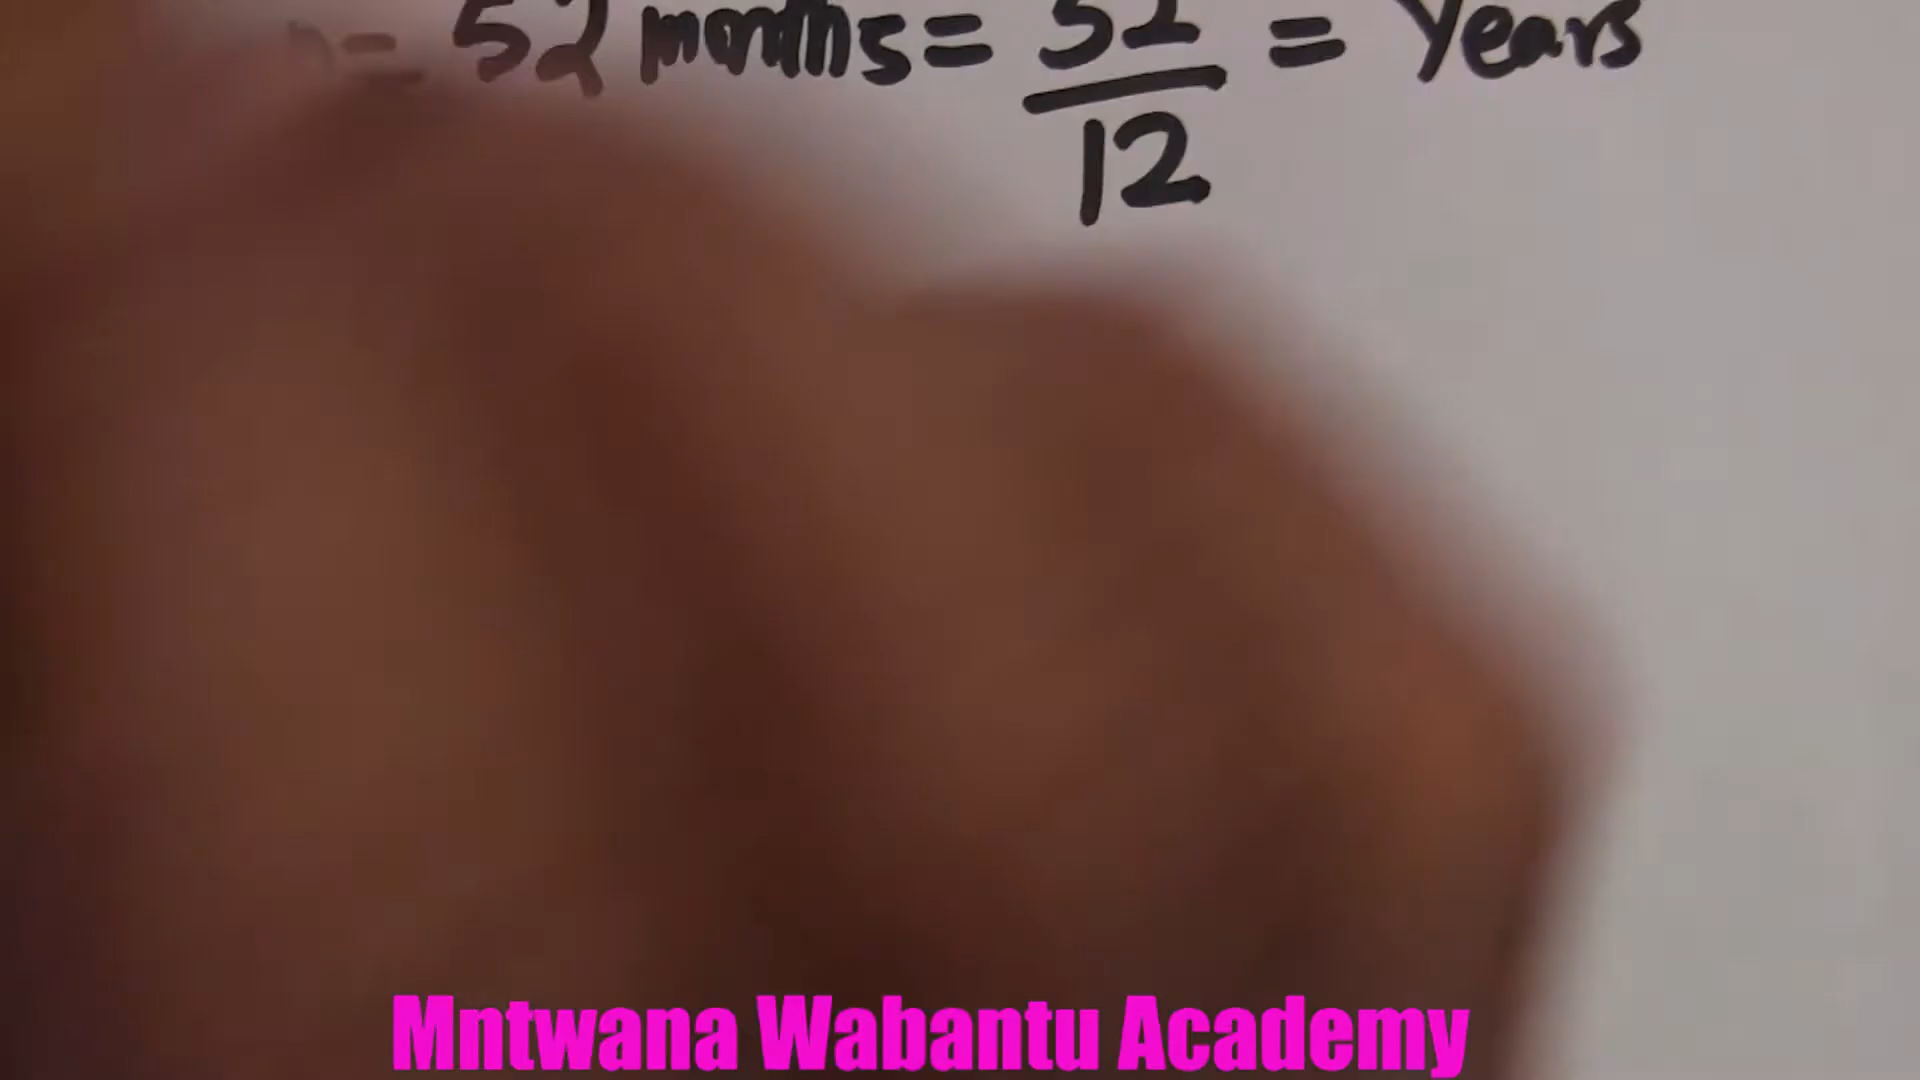 = 52 months = 52 = Years
12
Mntwana Wabantu Academy